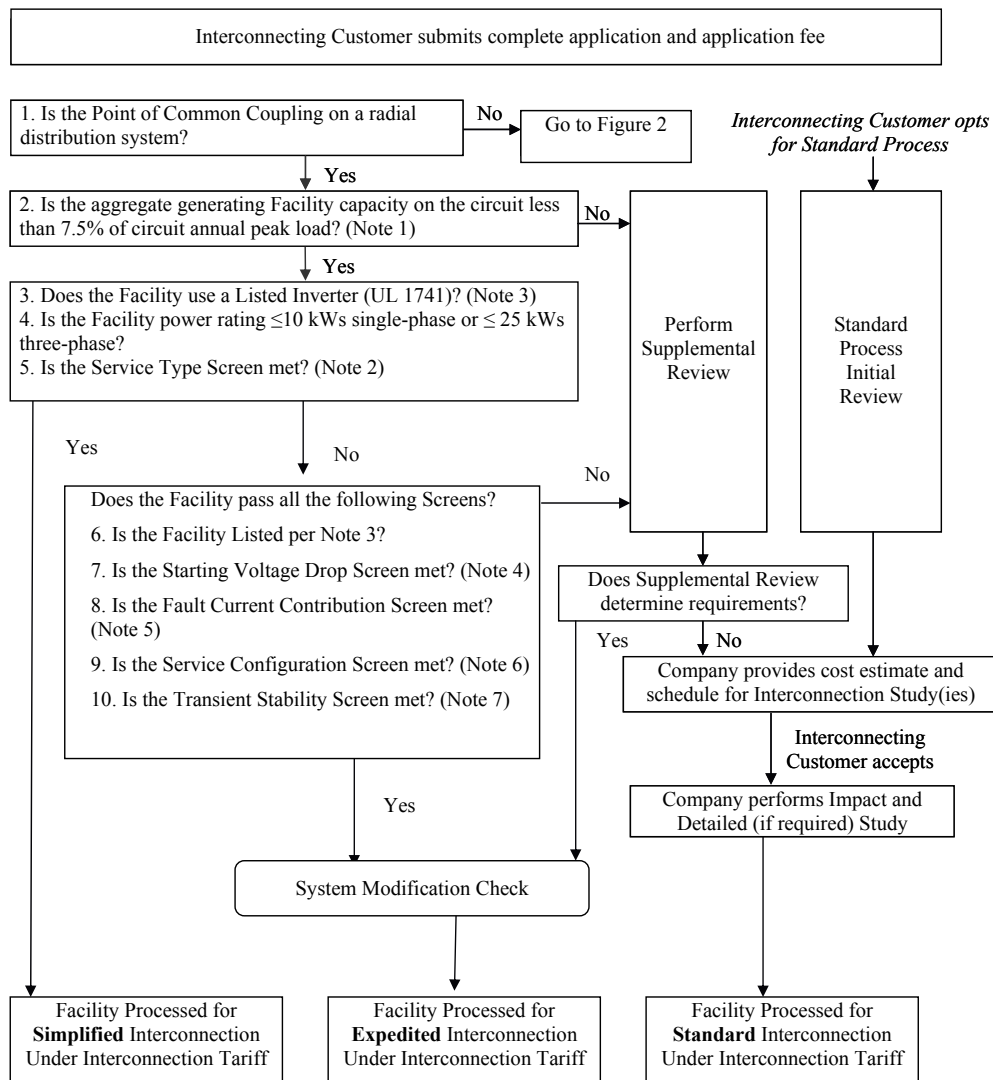 Interconnecting Customer submits complete application and application fee
1. Is the Point of Common Coupling on a radial
distribution system?
No
Go to Figure 2
Interconnecting Customer opts
for Standard Process
Yes
2. Is the aggregate generating Facility capacity on the circuit less
than 7.5% of circuit annual peak load? (Note 1)
No
Yes
3. Does the Facility use a Listed Inverter (UL 1741)? (Note 3)
4. Is the Facility power rating ≤10 kWs single-phase or ≤ 25 kWs
three-phase?
5. Is the Service Type Screen met? (Note 2)
Perform
Supplemental
Review
Standard
Process
Initial
Review
Yes
No
No
Does the Facility pass all the following Screens?
6. Is the Facility Listed per Note 3?
7. Is the Starting Voltage Drop Screen met? (Note 4)
8. Is the Fault Current Contribution Screen met?
(Note 5)
9. Is the Service Configuration Screen met? (Note 6)
10. Is the Transient Stability Screen met? (Note 7)
Does Supplemental Review
determine requirements?
Yes
No
Company provides cost estimate and
schedule for Interconnection Study(ies)
Interconnecting
Customer accepts
Company performs Impact and
Detailed (if required) Study
Yes
System Modification Check
Facility Processed for
Simplified Interconnection
Under Interconnection Tariff
Facility Processed for
Expedited Interconnection
Under Interconnection Tariff
Facility Processed for
Standard Interconnection
Under Interconnection Tariff